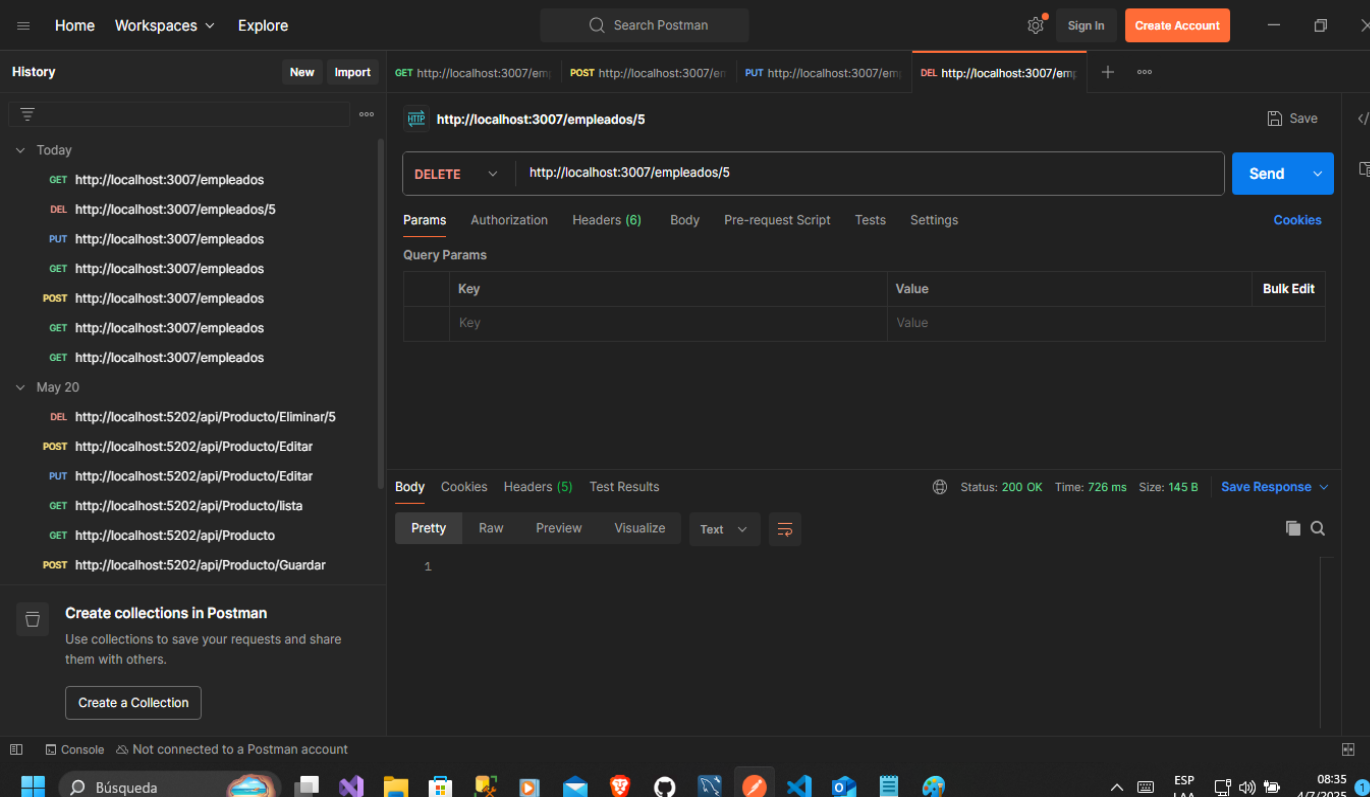 Home Workspaces Explore Search Postman Sign In Create Account
History New Import
GET http://localhost:3007/em POST http://localhost:3007/en PUT http://localhost:3007/em DEL http://localhost:3007/emp
HTTP http://localhost:3007/empleados/5 Save
DELETE http://localhost:3007/empleados/5 Send
Params Authorization Headers (6) Body Pre-request Script Tests Settings Cookies
Query Params
Key Value Bulk Edit
Key Value
Today
GET http://localhost:3007/empleados
DEL http://localhost:3007/empleados/5
PUT http://localhost:3007/empleados
GET http://localhost:3007/empleados
POST http://localhost:3007/empleados
GET http://localhost:3007/empleados
GET http://localhost:3007/empleados
May 20
DEL http://localhost:5202/api/Producto/Eliminar/5
POST http://localhost:5202/api/Producto/Editar
PUT http://localhost:5202/api/Producto/Editar
GET http://localhost:5202/api/Producto/lista
GET http://localhost:5202/api/Producto
POST http://localhost:5202/api/Producto/Guardar
Create collections in Postman
Use collections to save your requests and share
them with others.
Create a Collection
Body Cookies Headers (5) Test Results Status: 200 OK Time: 726 ms Size: 145 B Save Response
Pretty Raw Preview Visualize Text
1
Console Not connected to a Postman account
Búsqueda
ESP
LAA
08:35
4/7/2025